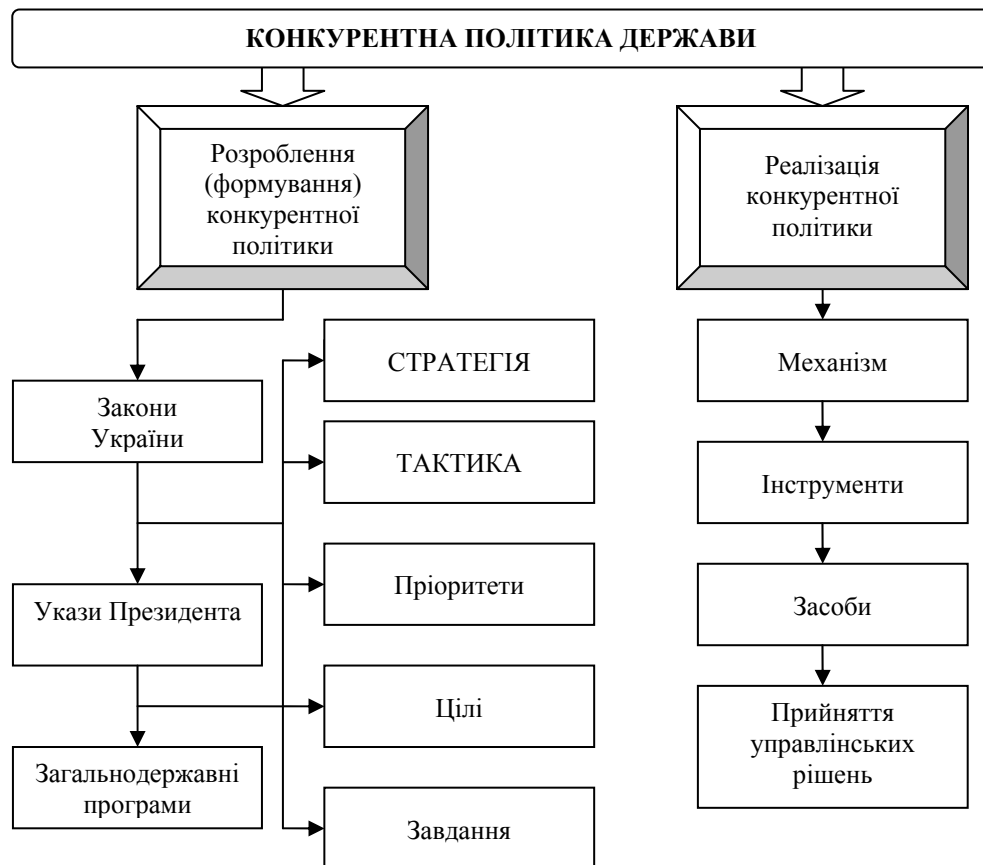 КОНКУРЕНТНА ПОЛІТИКА ДЕРЖАВИ
Розроблення
(формування)
конкурентної
політики
Реалізація
конкурентної
політики
Закони
України
Укази Президента
Загальнодержавні
програми
СТРАТЕГІЯ
ТАКТИКА
Пріоритети
Цілі
Завдання
Механізм
Інструменти
Засоби
Прийняття
управлінських
рішень